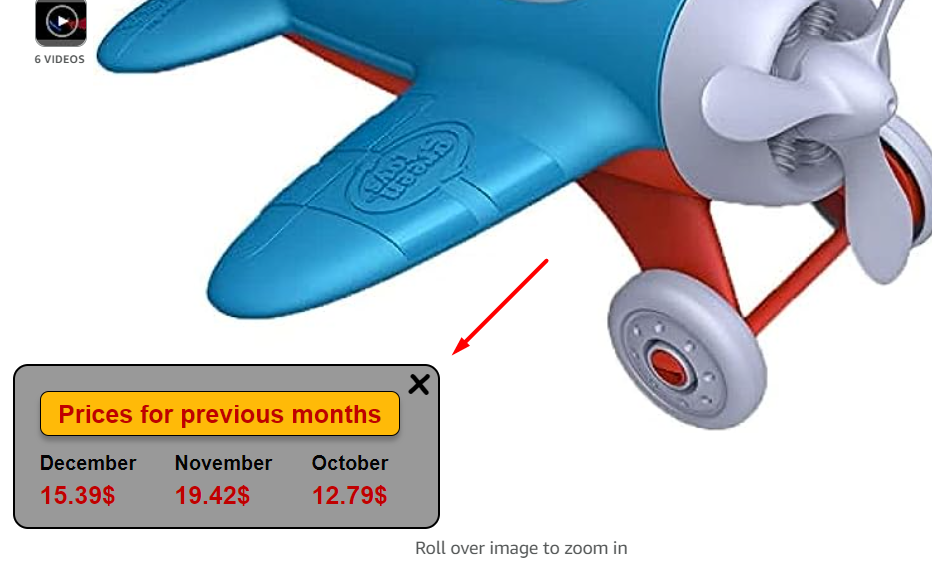 6 VIDEOS
green
toys
Prices for previous months
December November October
15.39$ 19.42$ 12.79$
Roll over image to zoom in